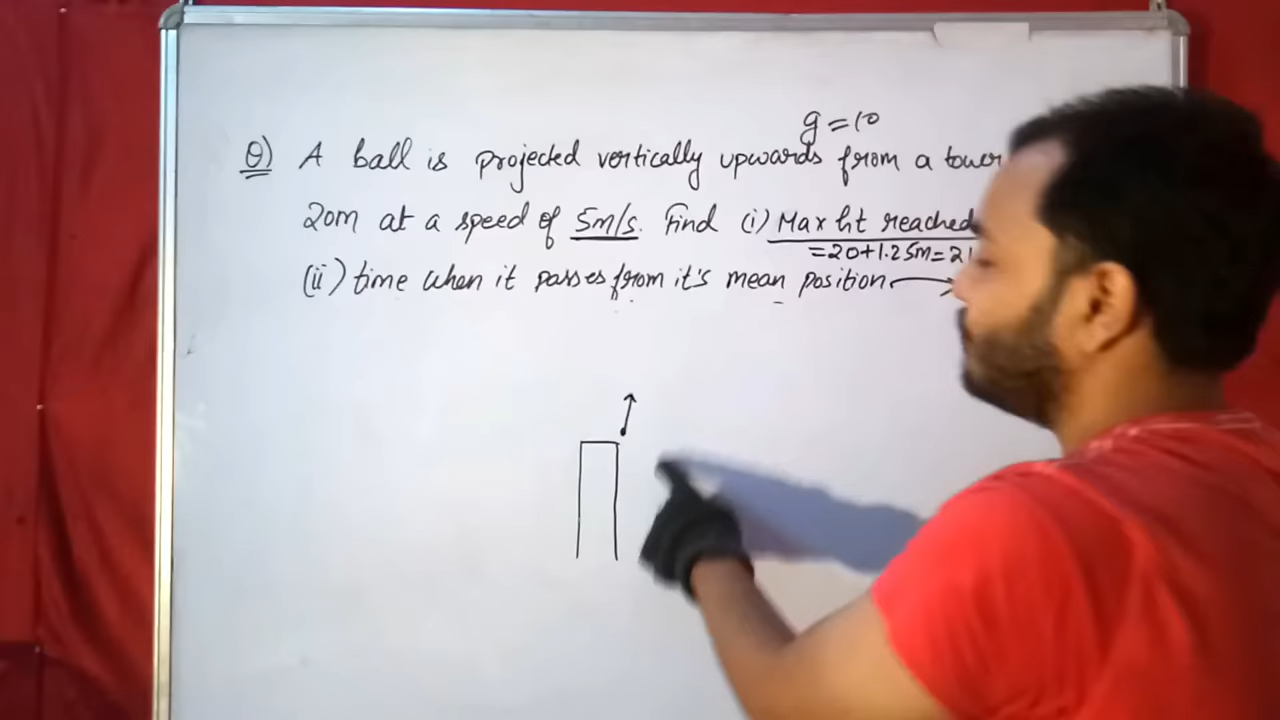 g=10
Q) A ball is projected vertically upwards from a tower
20m at a speed of 5m/s. Find (i) Max ht reached
=20+1.25m=21
(ii) time when it passes from it's mean position